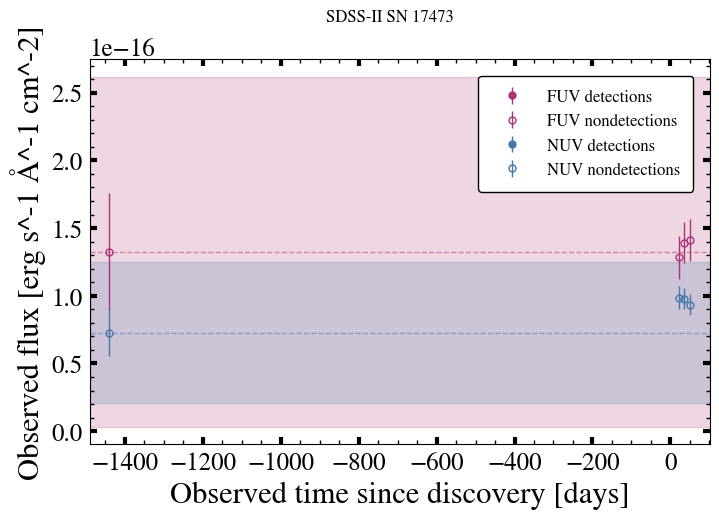 SDSS-II SN 17473
1e−16
Observed flux [erg s^-1 Å^-1 cm^-2]
2.5
2.0
1.5
1.0
0.5
0.0
FUV detections
FUV nondetections
NUV detections
NUV nondetections
−1400 −1200 −1000 −800 −600 −400 −200 0
Observed time since discovery [days]